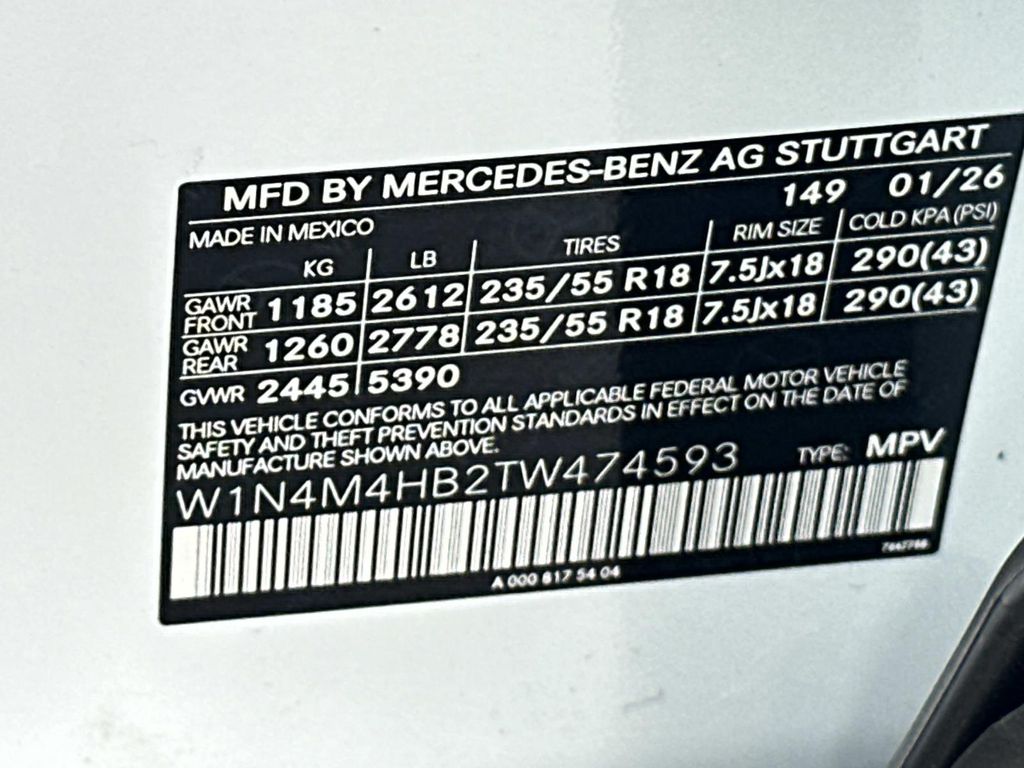 MFD BY MERCEDES-BENZ AG STUTTGART
149 01/26
MADE IN MEXICO
KG LB TIRES RIM SIZE COLD KPA (PSI)
GAWR FRONT 1185 2612 235/55 R18 7.5Jx18 290(43)
GAWR REAR 1260 2778 235/55 R18 7.5Jx18 290(43)
GVWR 2445 5390
THIS VEHICLE CONFORMS TO ALL APPLICABLE FEDERAL MOTOR VEHICLE
SAFETY AND THEFT PREVENTION STANDARDS IN EFFECT ON THE DATE OF
MANUFACTURE SHOWN ABOVE.
W1N4M4HB2TW474593 TYPE: MPV
A 000 817 54 04